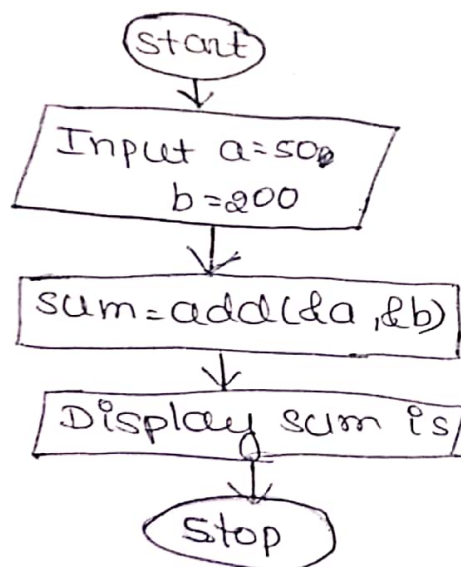 Start
Input a=50,
b=200
sum=add(&a,&b)
Display sum is
Stop